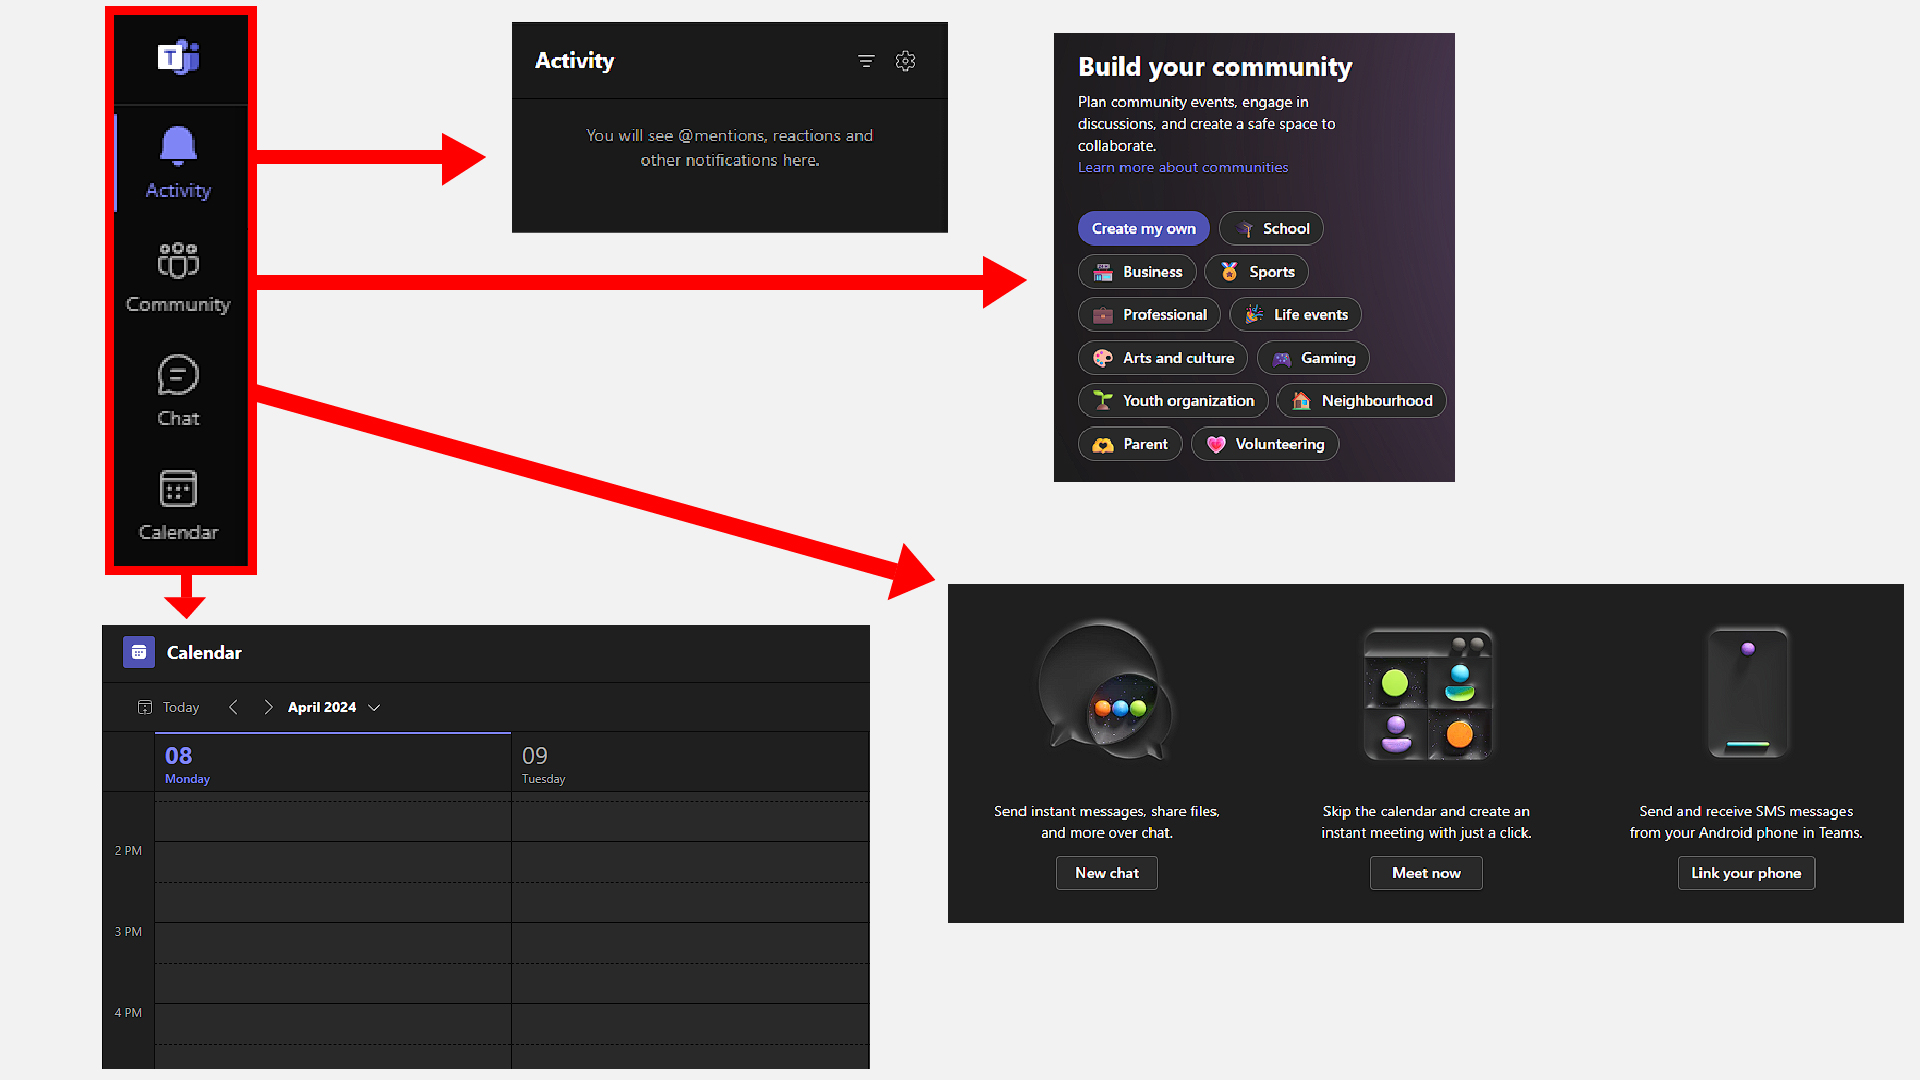 T
Activity
Community
Chat
Calendar
Activity
You will see @mentions, reactions and
other notifications here.
Build your community
Plan community events, engage in
discussions, and create a safe space to
collaborate.
Learn more about communities
Create my own School
Business Sports
Professional Life events
Arts and culture Gaming
Youth organization Neighbourhood
Parent Volunteering
Calendar
Today April 2024
08 09
Monday Tuesday
2 PM
3 PM
4 PM
Send instant messages, share files,
and more over chat.
New chat
Skip the calendar and create an
instant meeting with just a click.
Meet now
Send and receive SMS messages
from your Android phone in Teams.
Link your phone